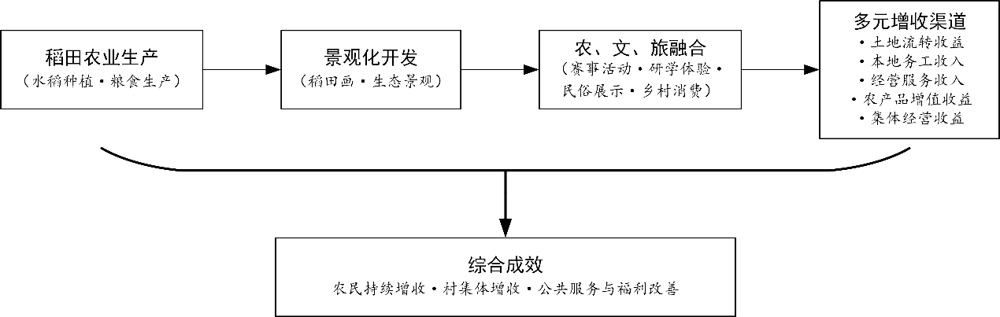 稻田农业生产
(水稻种植·粮食生产)
景观化开发
(稻田画·生态景观)
农、文、旅融合
(赛事活动·研学体验·
民俗展示·乡村消费)
多元增收渠道
·土地流转收益
·本地务工收入
·经营服务收入
·农产品增值收益
·集体经营收益
综合成效
农民持续增收·村集体增收·公共服务与福利改善